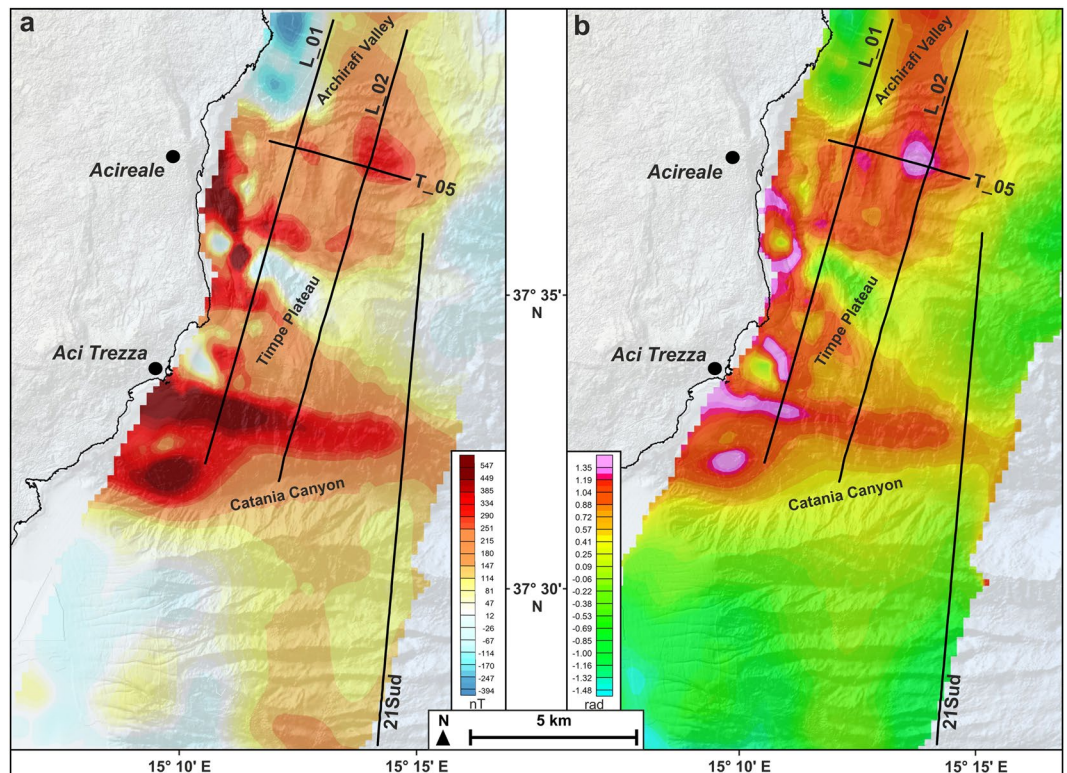 a
L_01
Archirafi Valley
L_02
Acireale
T_05
Timpe Plateau
Aci Trezza
Catania Canyon
21Sud
547
449
385
334
290
251
215
180
147
114
81
47
12
-26
-67
-114
-170
-247
-394
nT
37° 35'
N
37° 30'
N
N
5 km
15° 10' E
15° 15' E
b
L_01
Archirafi Valley
L_02
Acireale
T_05
Timpe Plateau
Aci Trezza
Catania Canyon
21Sud
1.35
1.19
1.04
0.88
0.72
0.57
0.41
0.25
0.09
-0.06
-0.22
-0.38
-0.53
-0.69
-0.85
-1.00
-1.16
-1.32
-1.48
rad
15° 10' E
15° 15' E